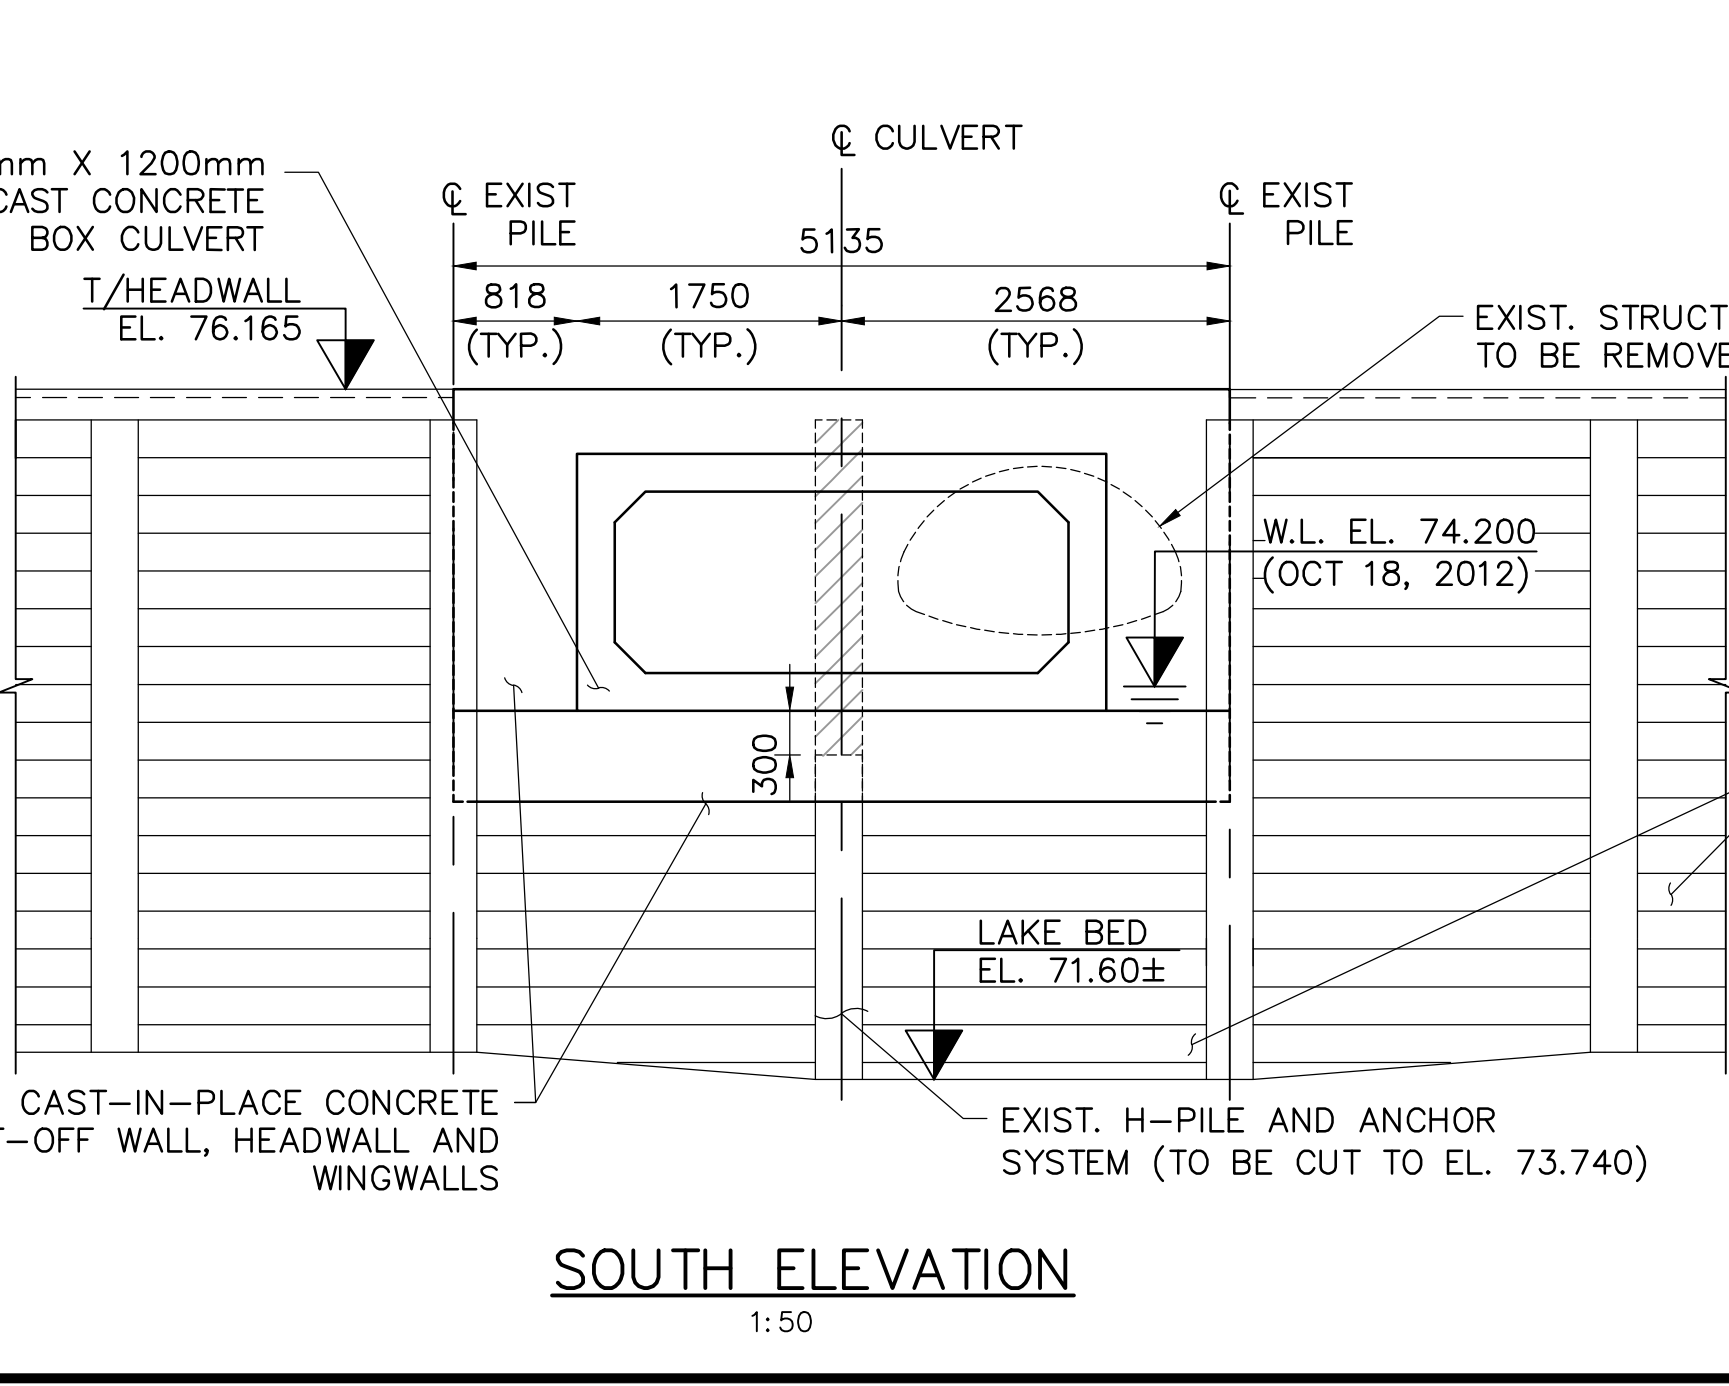 ℄ CULVERT
mm X 1200mm
CAST CONCRETE
BOX CULVERT
℄ EXIST
PILE
℄ EXIST
PILE
5135
T/HEADWALL
EL. 76.165
818
(TYP.)
1750
(TYP.)
2568
(TYP.)
EXIST. STRUCT
TO BE REMOVE
W.L. EL. 74.200
(OCT 18, 2012)
300
LAKE BED
EL. 71.60±
CAST-IN-PLACE CONCRETE
T-OFF WALL, HEADWALL AND
WINGWALLS
EXIST. H-PILE AND ANCHOR
SYSTEM (TO BE CUT TO EL. 73.740)
SOUTH ELEVATION
1:50